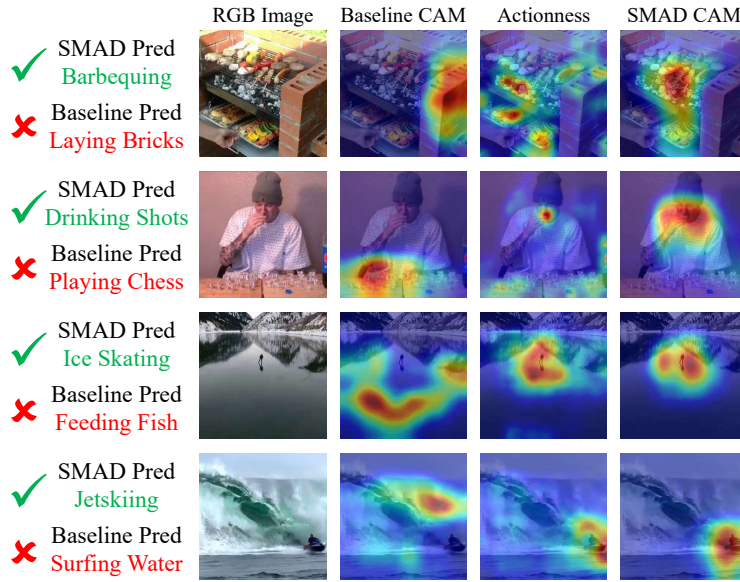 RGB Image Baseline CAM Actionness SMAD CAM
SMAD Pred
Barbequing
Baseline Pred
Laying Bricks
SMAD Pred
Drinking Shots
Baseline Pred
Playing Chess
SMAD Pred
Ice Skating
Baseline Pred
Feeding Fish
SMAD Pred
Jetskiing
Baseline Pred
Surfing Water